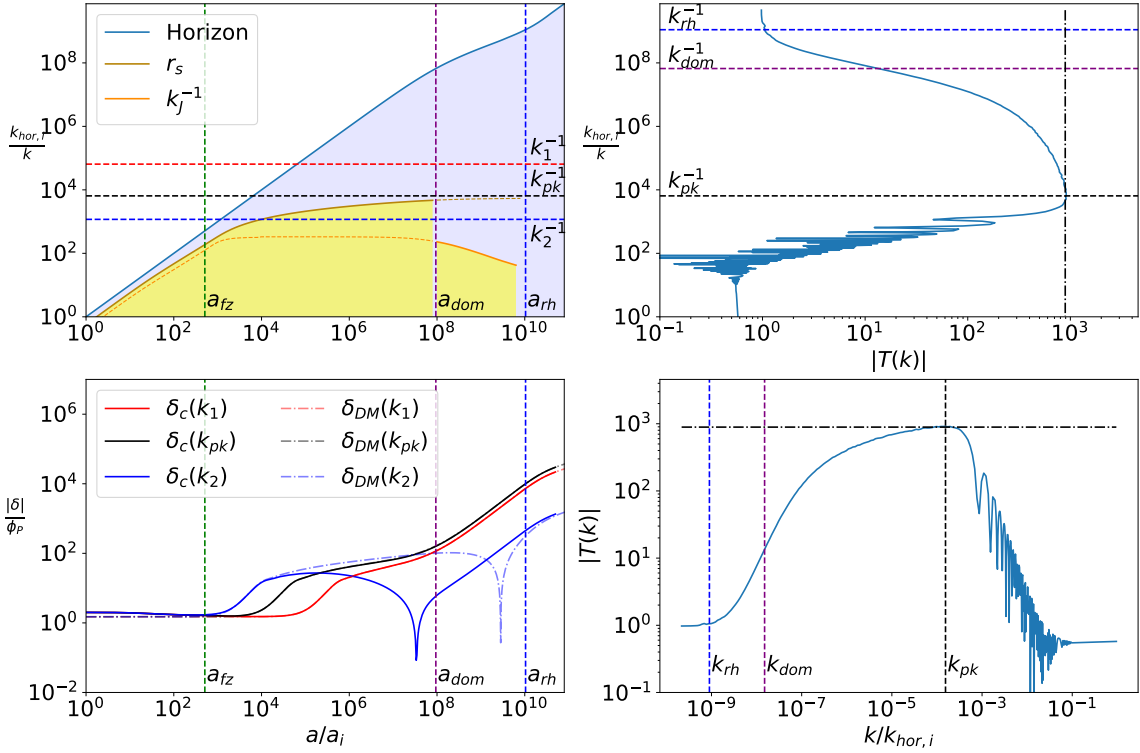 Horizon
r_s
k_J^{-1}
\frac{k_{hor,i}}{k}
10^8
10^6
10^4
10^2
10^0
k_1^{-1}
k_{pk}^{-1}
k_2^{-1}
a_{fz}
a_{dom}
a_{rh}
10^0
10^2
10^4
10^6
10^8
10^{10}
k_{rh}^{-1}
k_{dom}^{-1}
k_{pk}^{-1}
\frac{k_{hor,i}}{k}
10^8
10^6
10^4
10^2
10^0
10^{-1}
10^0
10^1
10^2
10^3
|T(k)|
δ_c(k_1)
δ_c(k_{pk})
δ_c(k_2)
δ_{DM}(k_1)
δ_{DM}(k_{pk})
δ_{DM}(k_2)
\frac{|δ|}{ϕ_P}
10^6
10^4
10^2
10^0
10^{-2}
a_{fz}
a_{dom}
a_{rh}
10^0
10^2
10^4
10^6
10^8
10^{10}
a/a_i
|T(k)|
10^3
10^2
10^1
10^0
10^{-1}
k_{rh}
k_{dom}
k_{pk}
10^{-9}
10^{-7}
10^{-5}
10^{-3}
10^{-1}
k/k_{hor,i}